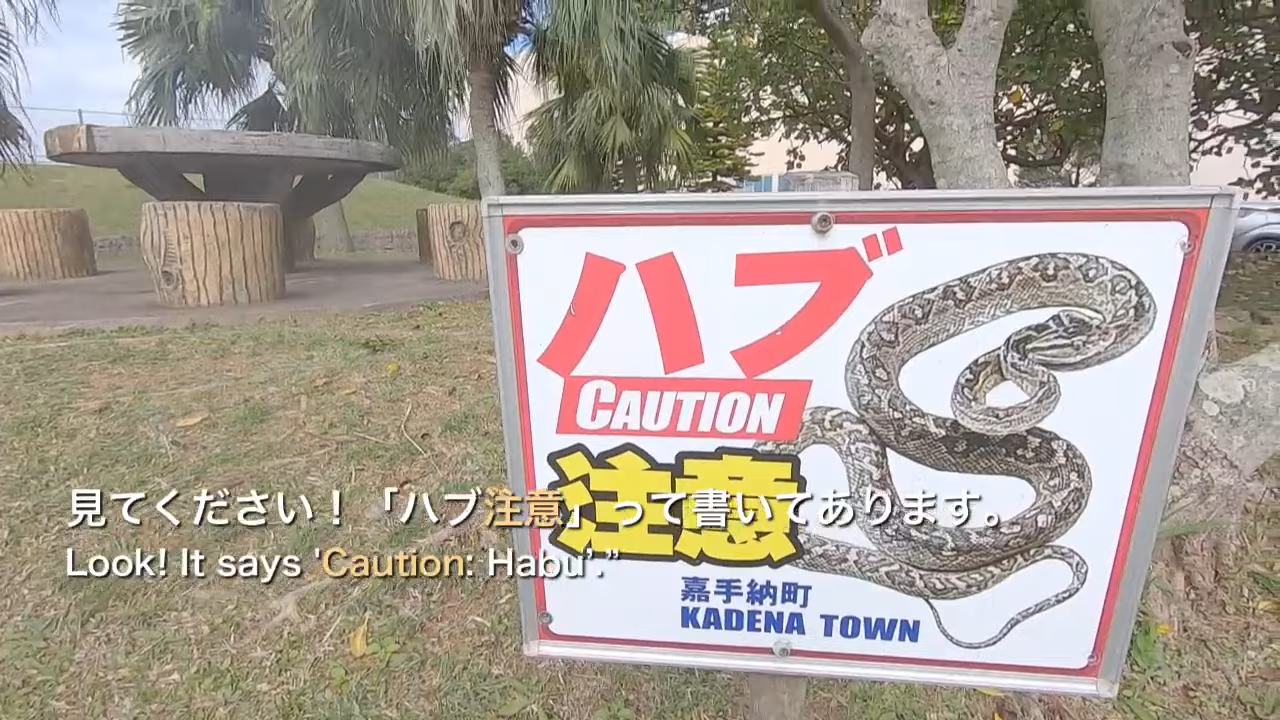 ハブ
CAUTION
注意
見てください！「ハブ注意」って書いてあります。
Look! It says 'Caution: Habu'."
嘉手納町
KADENA TOWN